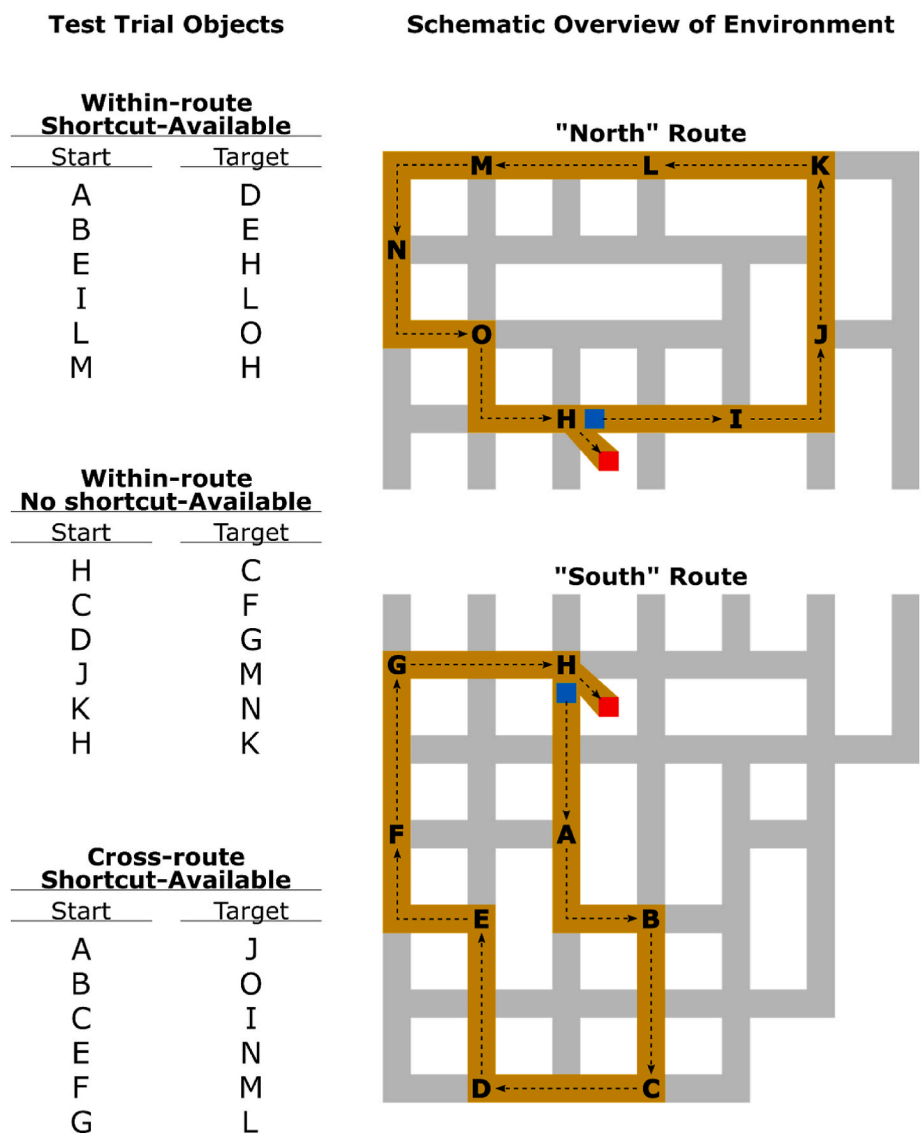 Test Trial Objects
Within-route
Shortcut-Available
Start Target
A D
B E
E H
I L
L O
M H
Within-route
No shortcut-Available
Start Target
H C
C F
D G
J M
K N
H K
Cross-route
Shortcut-Available
Start Target
A J
B O
C I
E N
F M
G L
Schematic Overview of Environment
"North" Route
M L K
N
O J
H I
"South" Route
G H
F A
E B
D C